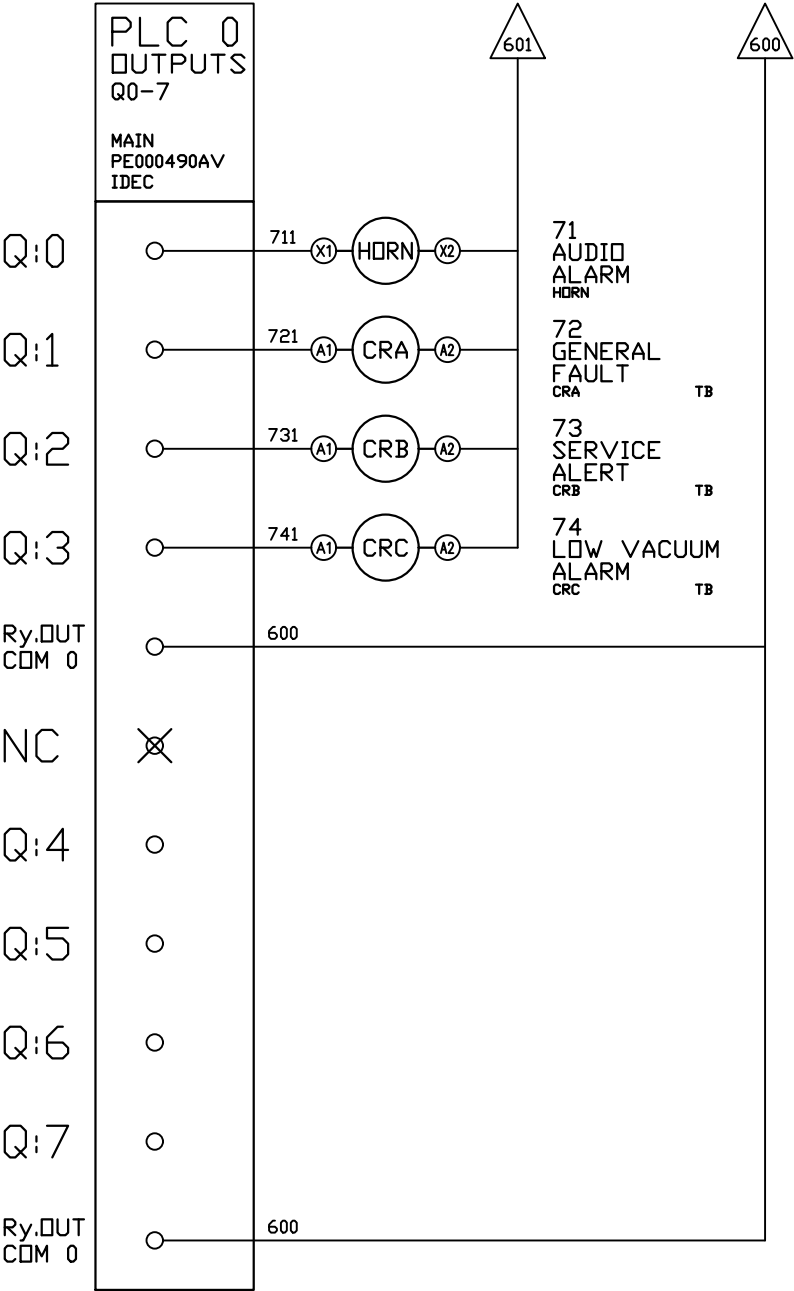 PLC 0
OUTPUTS
Q0-7
MAIN
PE000490AV
IDEC
601
600
Q:0
711
X1
HORN
X2
71
AUDIO
ALARM
HORN
Q:1
721
A1
CRA
A2
72
GENERAL
FAULT
CRA TB
Q:2
731
A1
CRB
A2
73
SERVICE
ALERT
CRB TB
Q:3
741
A1
CRC
A2
74
LOW VACUUM
ALARM
CRC TB
Ry.OUT
COM 0
600
NC
Q:4
Q:5
Q:6
Q:7
Ry.OUT
COM 0
600